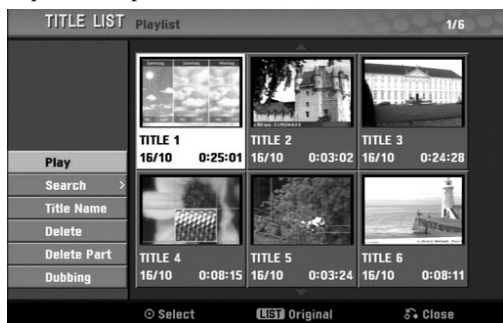 TITLE LIST Playlist 1/6
Play
Search >
Title Name
Delete
Delete Part
Dubbing
Samstag Sonntag Montag
TITLE 1
16/10 0:25:01
TITLE 2
16/10 0:03:02
TITLE 3
16/10 0:24:28
TITLE 4
16/10 0:08:15
TITLE 5
16/10 0:03:24
TITLE 6
16/10 0:08:11
Select LIST Original Close